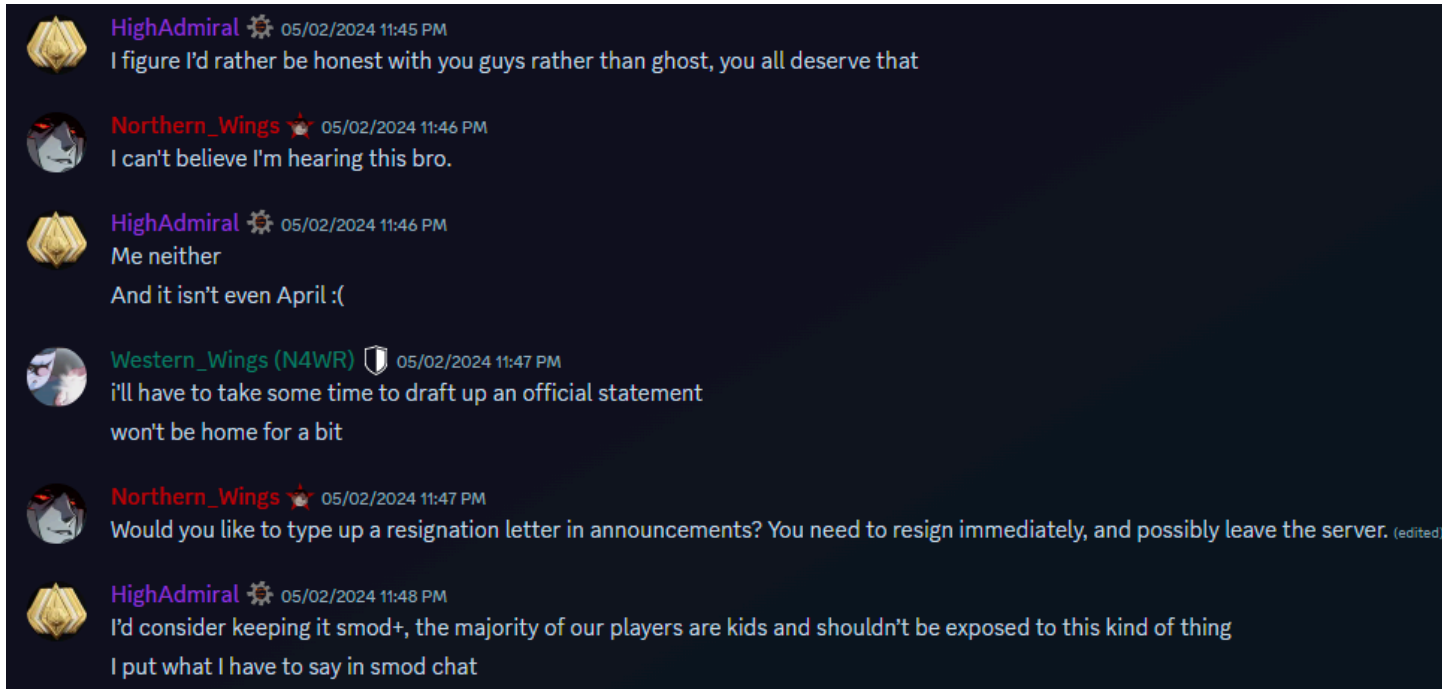 HighAdmiral 05/02/2024 11:45 PM
I figure I’d rather be honest with you guys rather than ghost, you all deserve that
Northern_Wings 05/02/2024 11:46 PM
I can't believe I'm hearing this bro.
HighAdmiral 05/02/2024 11:46 PM
Me neither
And it isn’t even April :(
Western_Wings (N4WR) 05/02/2024 11:47 PM
i'll have to take some time to draft up an official statement
won't be home for a bit
Northern_Wings 05/02/2024 11:47 PM
Would you like to type up a resignation letter in announcements? You need to resign immediately, and possibly leave the server. (edited)
HighAdmiral 05/02/2024 11:48 PM
I’d consider keeping it smod+, the majority of our players are kids and shouldn’t be exposed to this kind of thing
I put what I have to say in smod chat